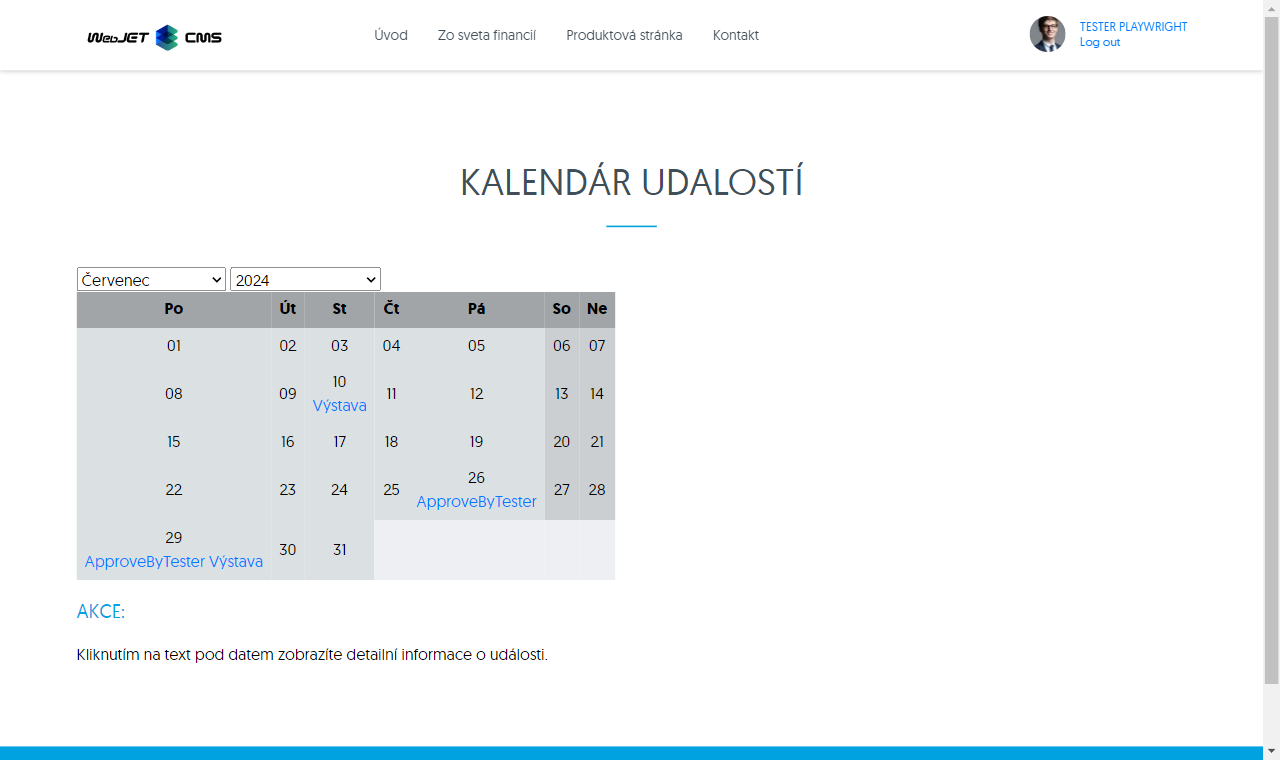 WebJET CMS
Úvod Zo sveta financií Produktová stránka Kontakt
TESTER PLAYWRIGHT
Log out
KALENDÁR UDALOSTÍ
Červenec 2024
Po Út St Čt Pá So Ne
01 02 03 04 05 06 07
08 09 10 11 12 13 14
Výstava
15 16 17 18 19 20 21
22 23 24 25 26 27 28
ApproveByTester
29 30 31
ApproveByTester Výstava
AKCE:
Kliknutím na text pod datem zobrazíte detailní informace o události.